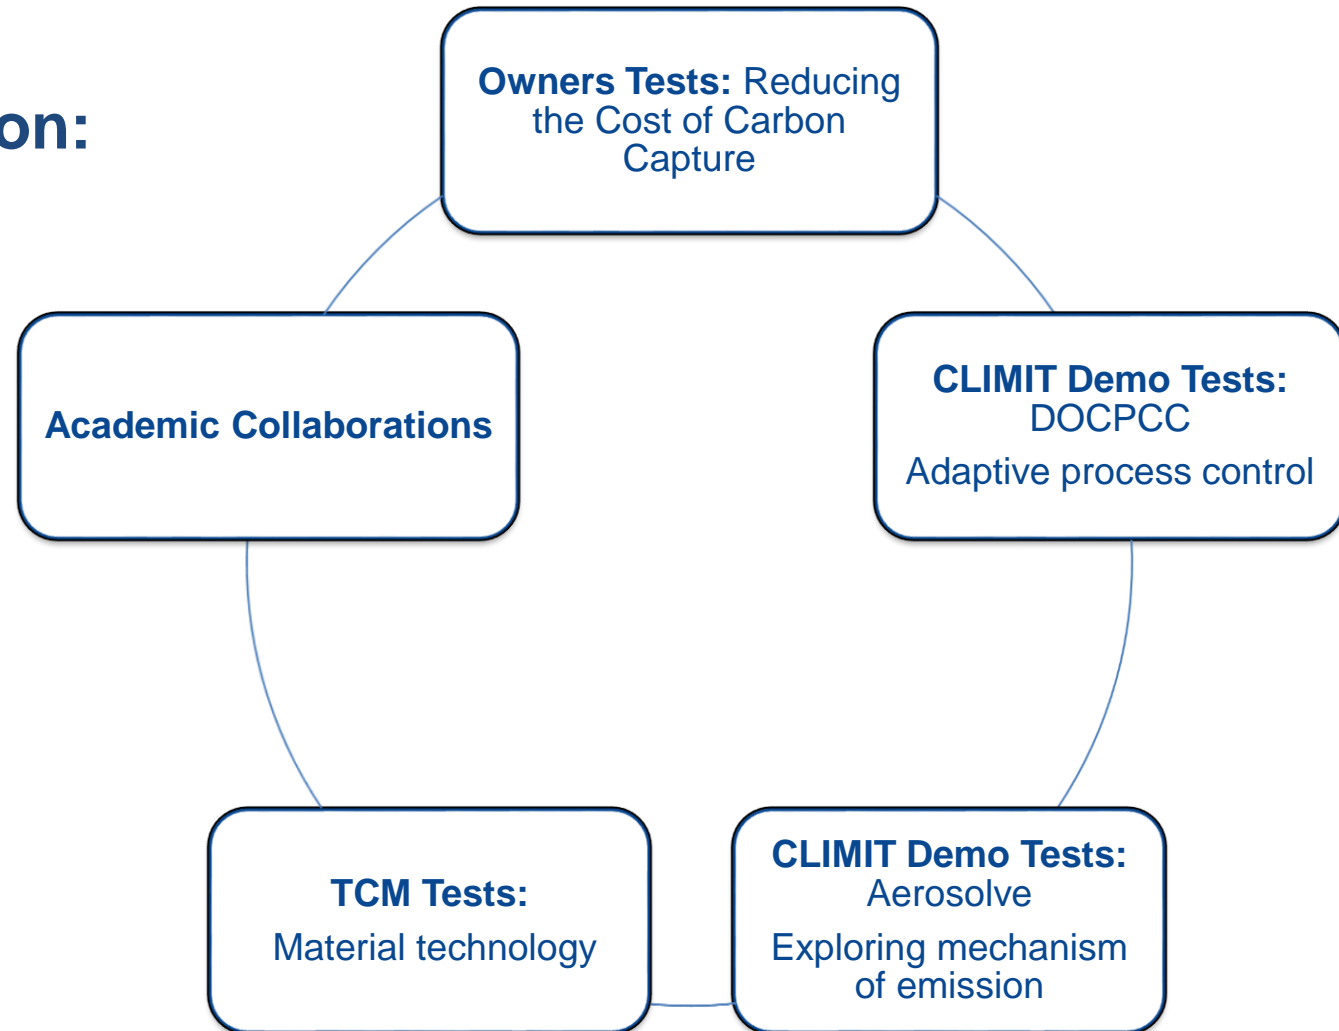 on:
Owners Tests: Reducing
the Cost of Carbon
Capture
Academic Collaborations
CLIMIT Demo Tests:
DOCPCC
Adaptive process control
TCM Tests:
Material technology
CLIMIT Demo Tests:
Aerosolve
Exploring mechanism
of emission